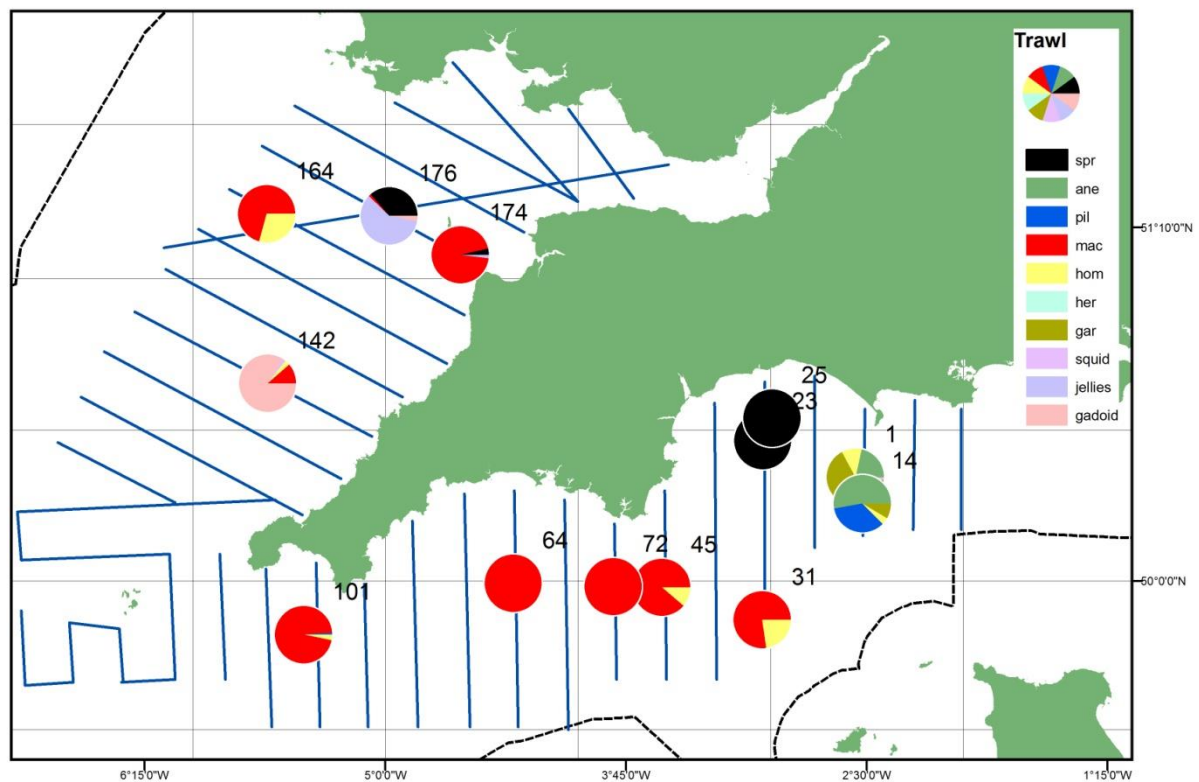 Trawl
spr
ane
pil
mac
hom
her
gar
squid
jellies
gadoid
164
176
174
142
25
23
1
14
64
72
45
31
101
51°10'0"N
50°0'0"N
6°15'0"W
5°0'0"W
3°45'0"W
2°30'0"W
1°15'0"W